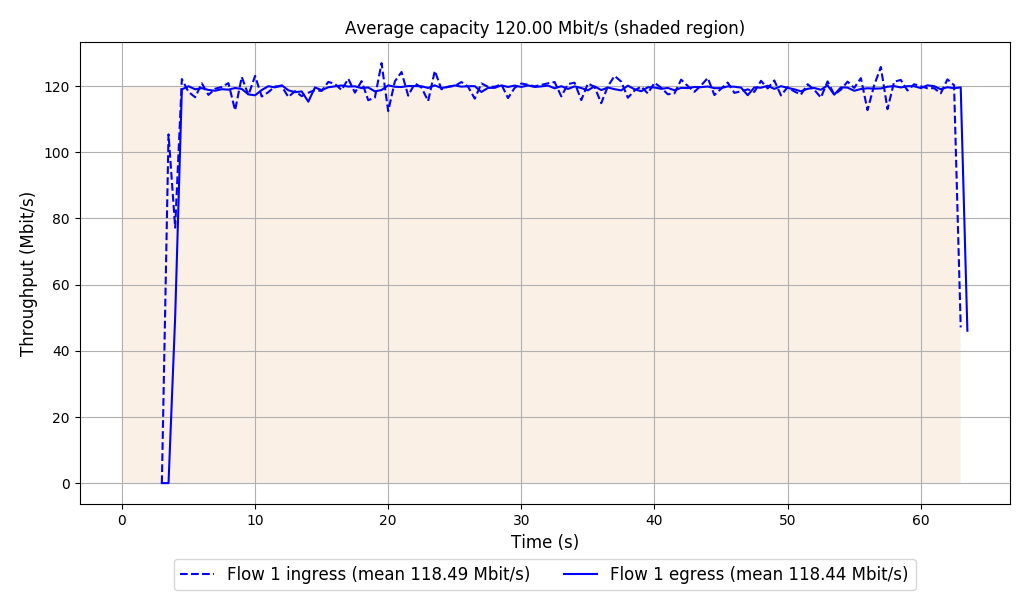 Average capacity 120.00 Mbit/s (shaded region)
Throughput (Mbit/s)
120
100
80
60
40
20
0
0 10 20 30 40 50 60
Time (s)
Flow 1 ingress (mean 118.49 Mbit/s) Flow 1 egress (mean 118.44 Mbit/s)